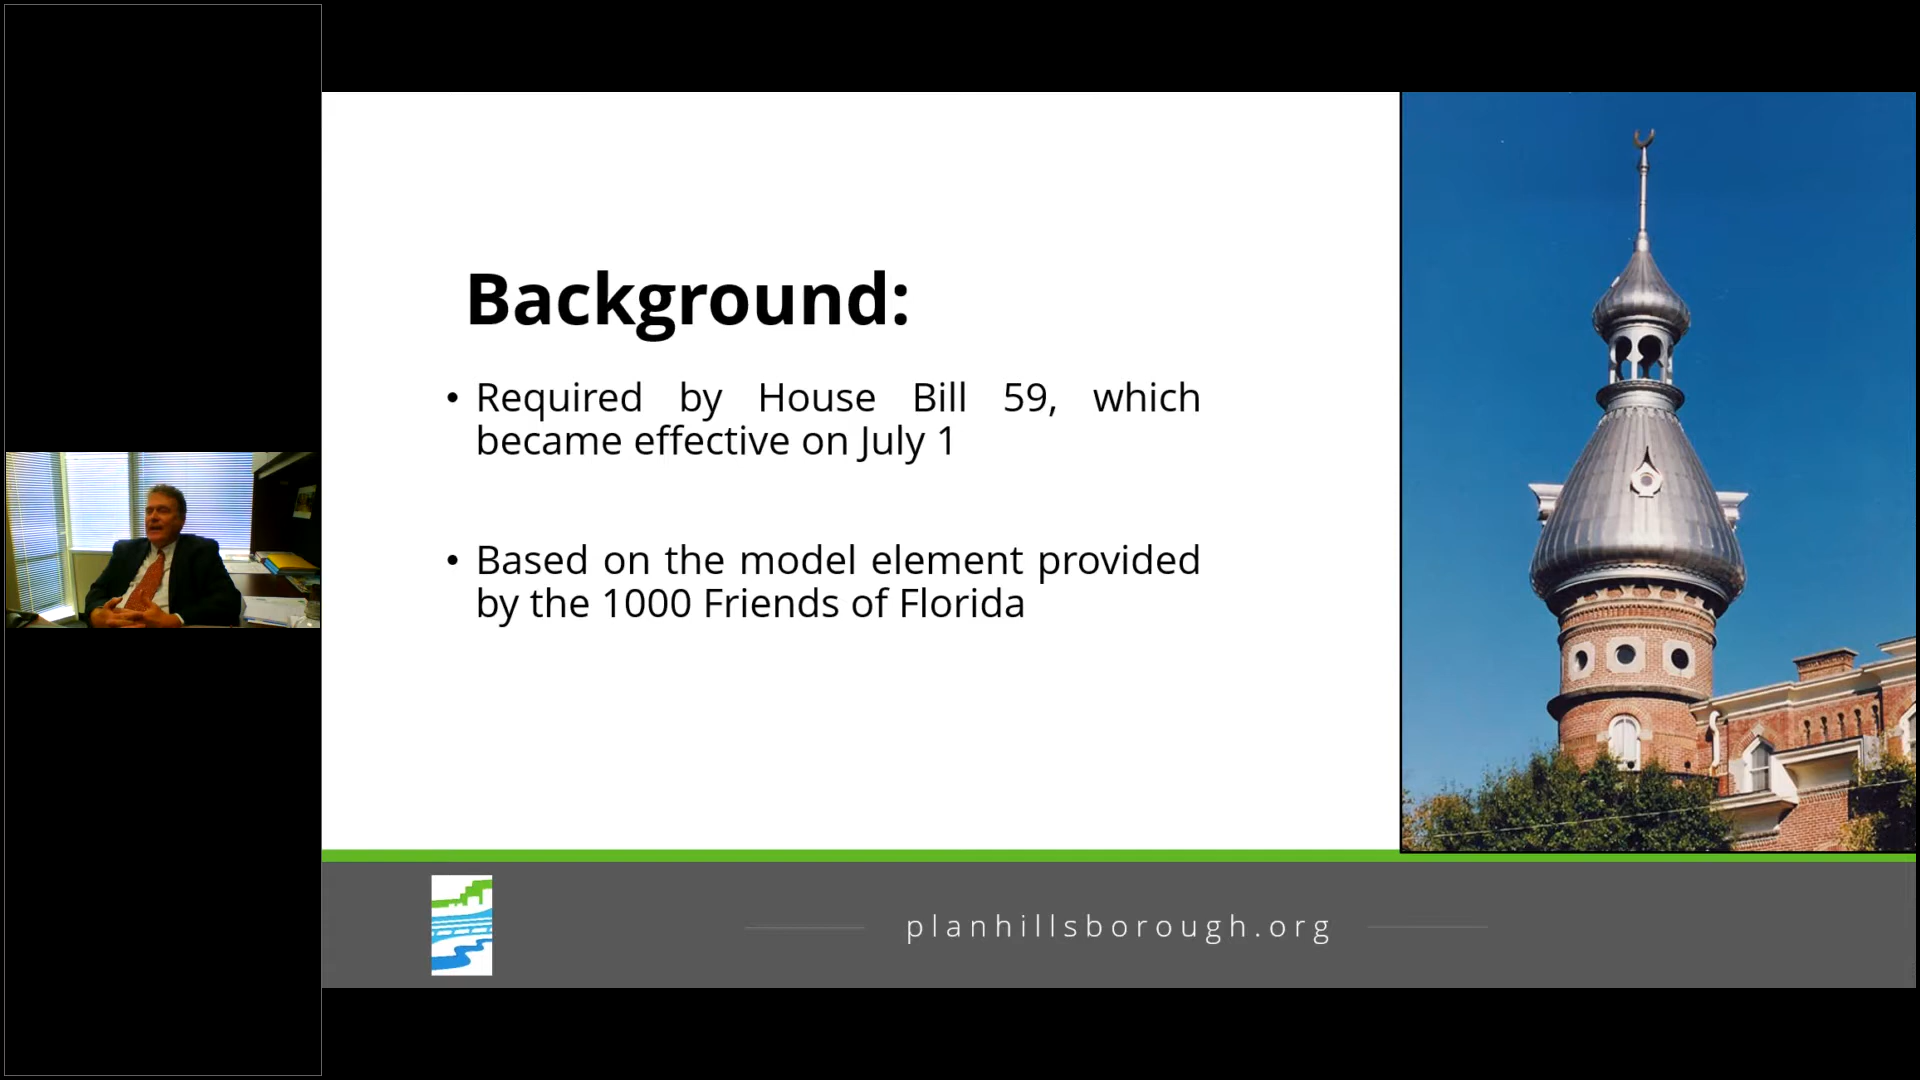 Background:
• Required by House Bill 59, which
became effective on July 1
• Based on the model element provided
by the 1000 Friends of Florida
planhillsborough.org